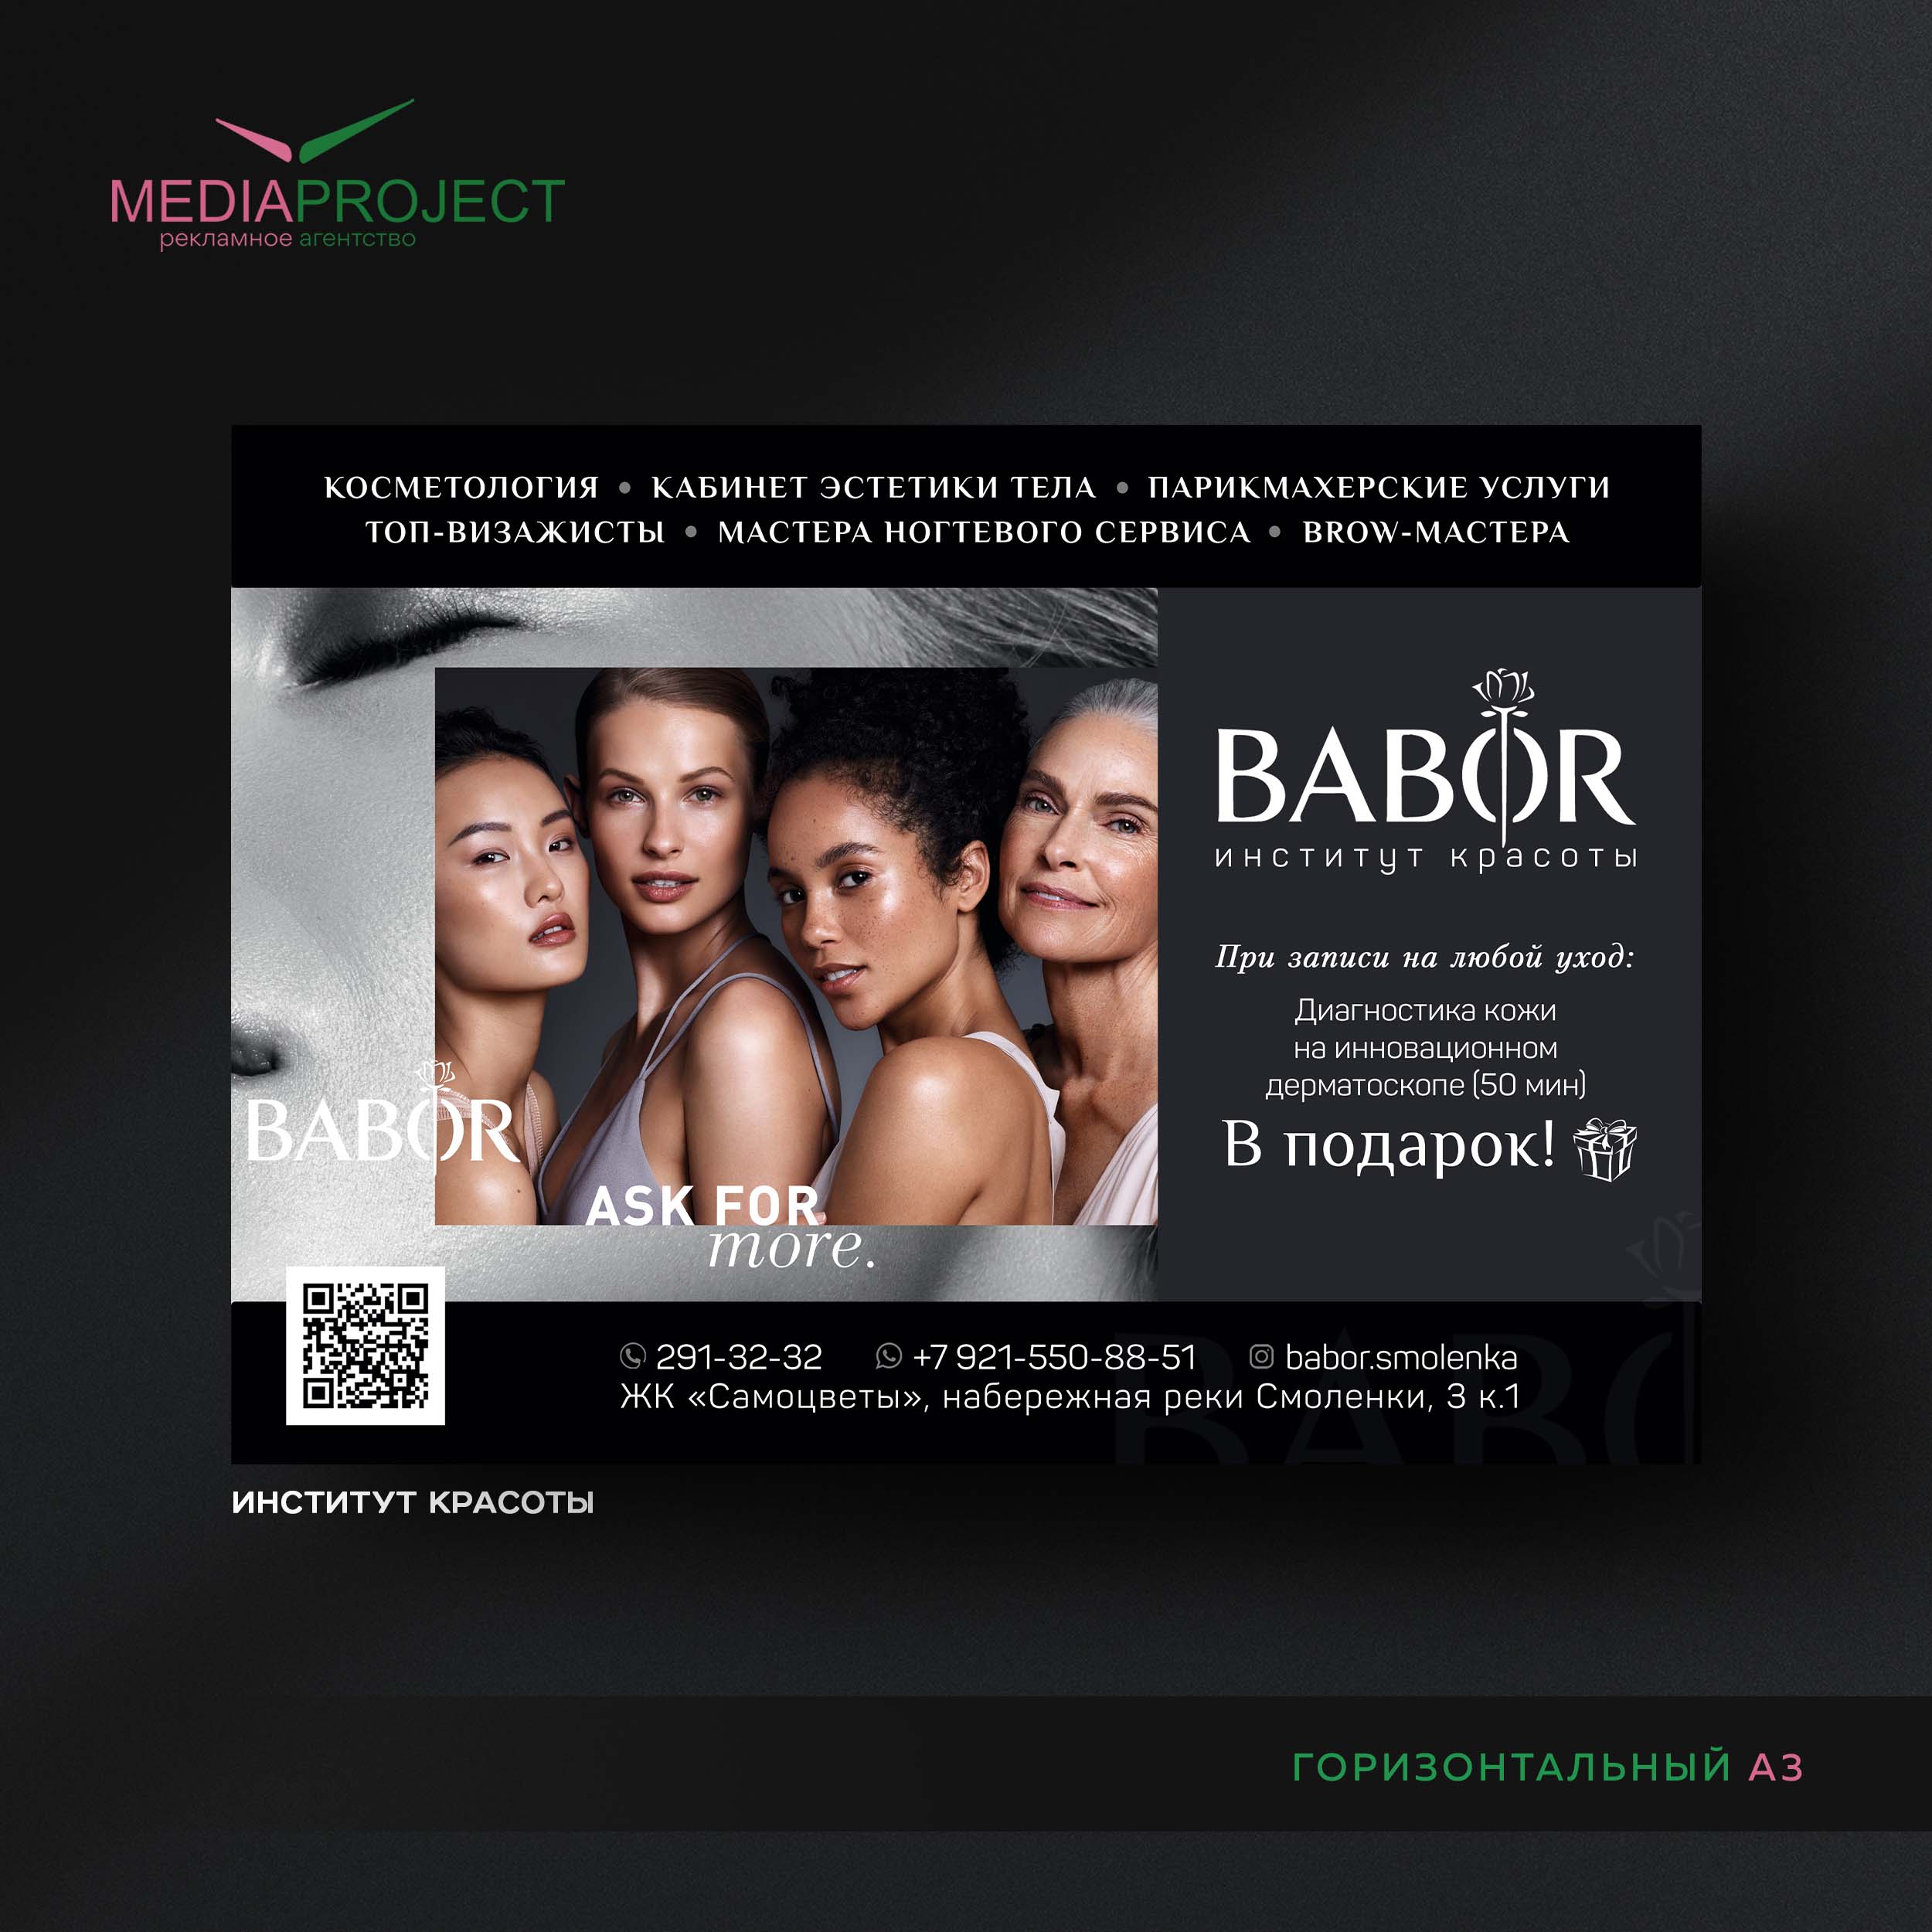 MEDIAPROJECT
рекламное агентство
КОСМЕТОЛОГИЯ • КАБИНЕТ ЭСТЕТИКИ ТЕЛА • ПАРИКМАХЕРСКИЕ УСЛУГИ
ТОП-ВИЗАЖИСТЫ • МАСТЕРА НОГТЕВОГО СЕРВИСА • BROW-МАСТЕРА
BABOR
институт красоты
При записи на любой уход:
Диагностика кожи
на инновационном
дерматоскопе (50 мин)
В подарок!
BABOR
ASK FOR
more.
291-32-32 +7 921-550-88-51 babor.smolenka
ЖК «Самоцветы», набережная реки Смоленки, 3 к.1
BABO
ИНСТИТУТ КРАСОТЫ
ГОРИЗОНТАЛЬНЫЙ А3